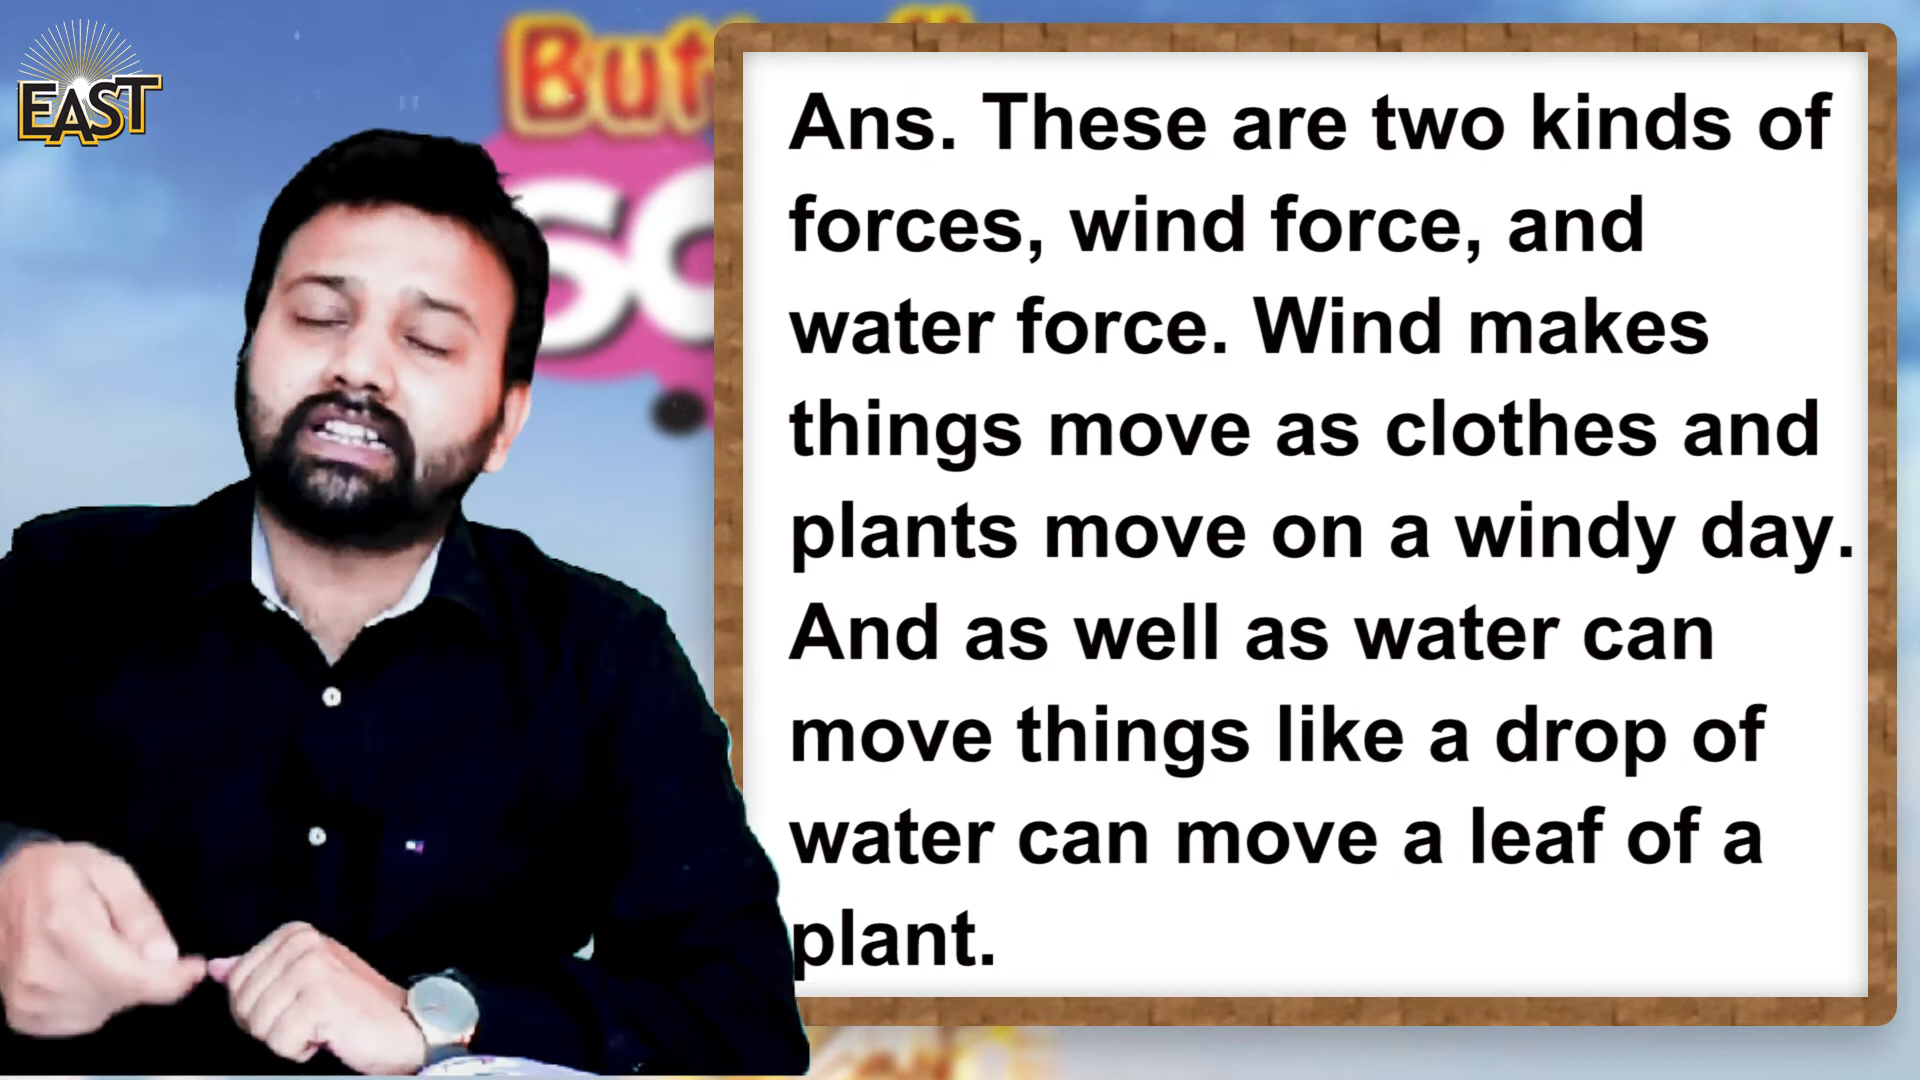 EAST
Ans. These are two kinds of
forces, wind force, and
water force. Wind makes
things move as clothes and
plants move on a windy day.
And as well as water can
move things like a drop of
water can move a leaf of a
plant.